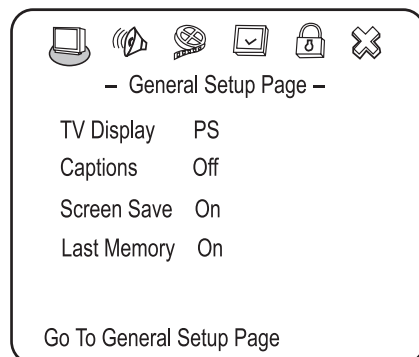 – General Setup Page –
TV Display PS
Captions Off
Screen Save On
Last Memory On
Go To General Setup Page